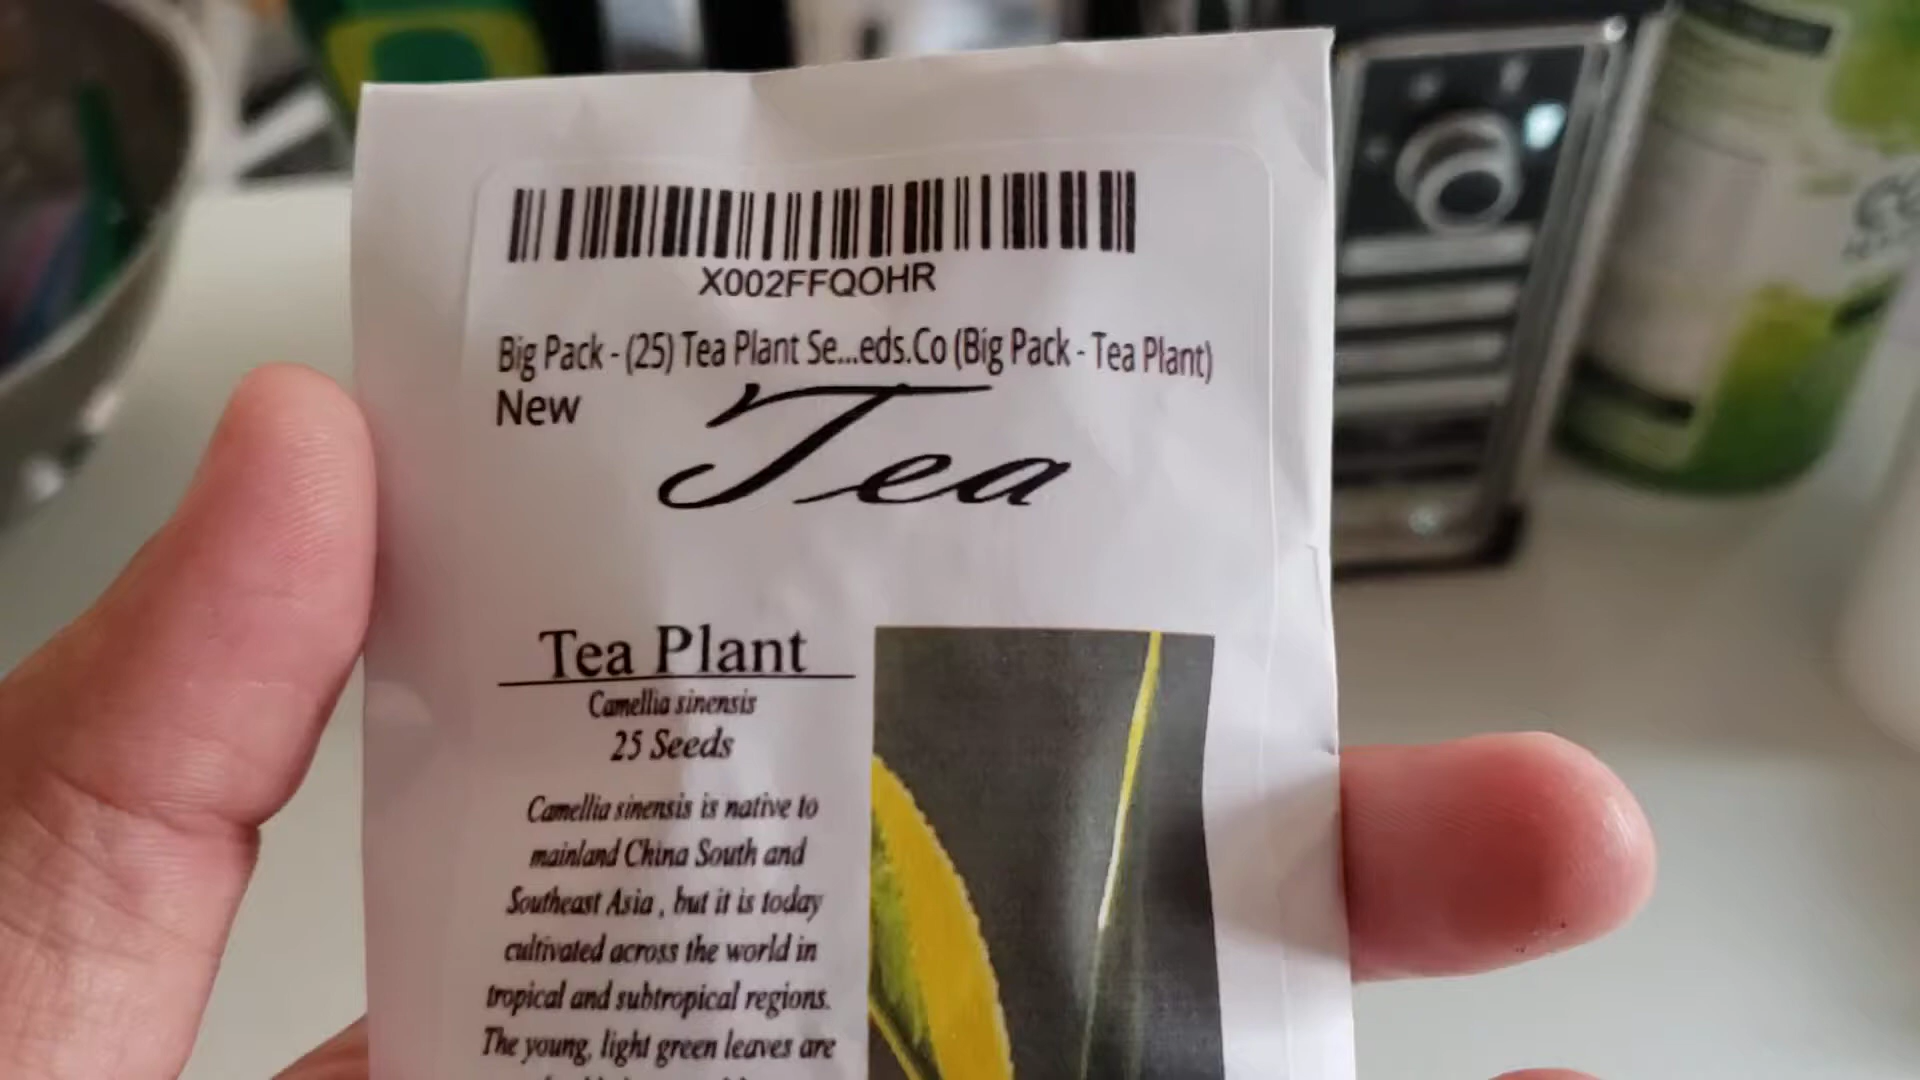 X002FFQOHR
Big Pack - (25) Tea Plant Se...eds.Co (Big Pack - Tea Plant)
New
Tea
Tea Plant
Camellia sinensis
25 Seeds
Camellia sinensis is native to
mainland China South and
Southeast Asia , but it is today
cultivated across the world in
tropical and subtropical regions.
The young, light green leaves are